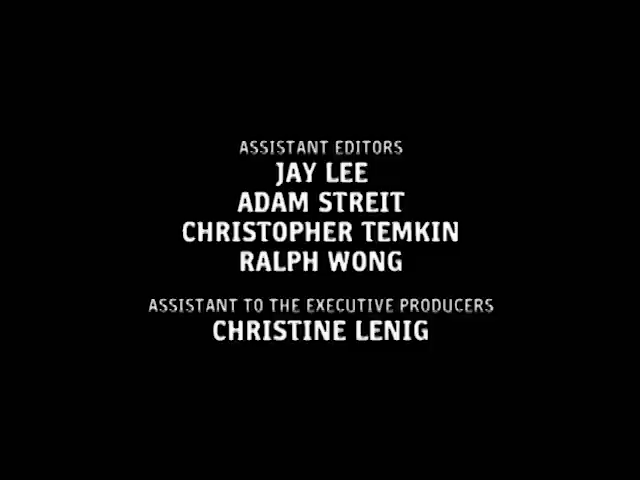 ASSISTANT EDITORS
JAY LEE
ADAM STREIT
CHRISTOPHER TEMKIN
RALPH WONG
ASSISTANT TO THE EXECUTIVE PRODUCERS
CHRISTINE LENIG